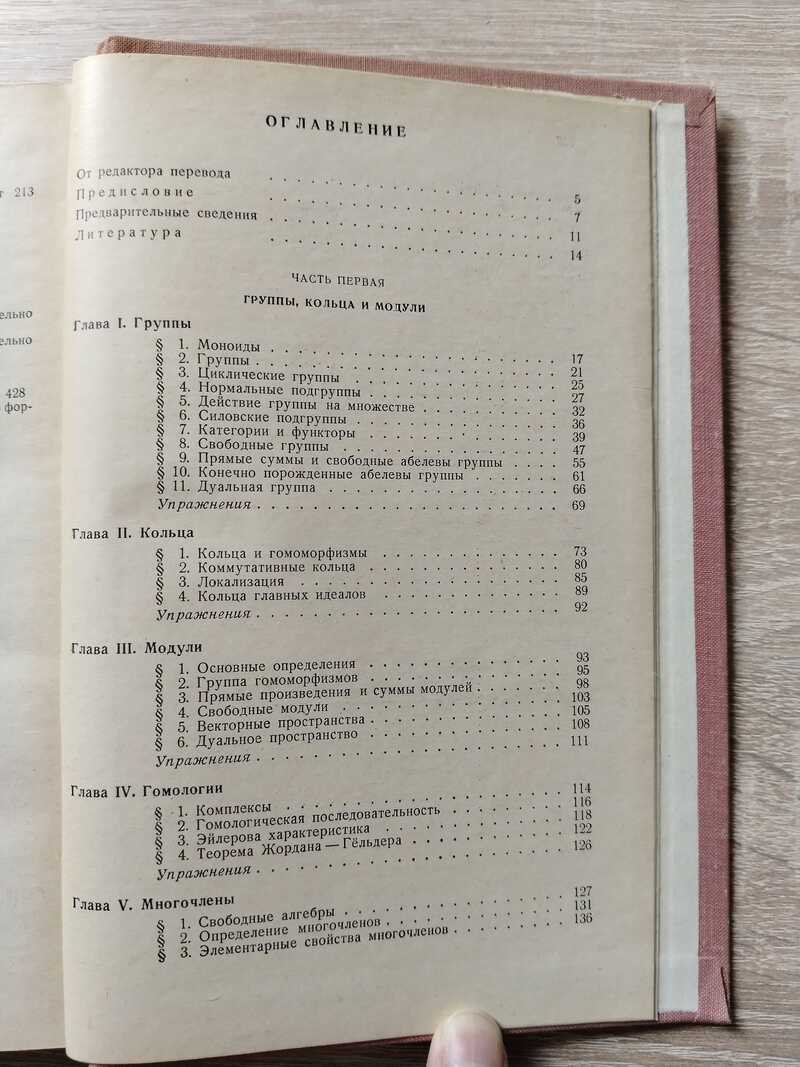 т 213
ельно
ельно
428
фор-
ОГЛАВЛЕНИЕ
От редактора перевода . . . 5
Предисловие . . . 7
Предварительные сведения . . . 11
Литература . . . 14
ЧАСТЬ ПЕРВАЯ
ГРУППЫ, КОЛЬЦА И МОДУЛИ
Глава I. Группы
§ 1. Моноиды . . . 17
§ 2. Группы . . . 21
§ 3. Циклические группы . . . 25
§ 4. Нормальные подгруппы . . . 27
§ 5. Действие группы на множестве . . . 32
§ 6. Силовские подгруппы . . . 36
§ 7. Категории и функторы . . . 39
§ 8. Свободные группы . . . 47
§ 9. Прямые суммы и свободные абелевы группы . . . 55
§ 10. Конечно порожденные абелевы группы . . . 61
§ 11. Дуальная группа . . . 66
Упражнения . . . 69
Глава II. Кольца
§ 1. Кольца и гомоморфизмы . . . 73
§ 2. Коммутативные кольца . . . 80
§ 3. Локализация . . . 85
§ 4. Кольца главных идеалов . . . 89
Упражнения . . . 92
Глава III. Модули
§ 1. Основные определения . . . 93
§ 2. Группа гомоморфизмов . . . 95
§ 3. Прямые произведения и суммы модулей . . . 98
§ 4. Свободные модули . . . 103
§ 5. Векторные пространства . . . 105
§ 6. Дуальное пространство . . . 108
Упражнения . . . 111
Глава IV. Гомологии
§ 1. Комплексы . . . 114
§ 2. Гомологическая последовательность . . . 116
§ 3. Эйлерова характеристика . . . 118
§ 4. Теорема Жордана — Гёльдера . . . 122
Упражнения . . . 126
Глава V. Многочлены
§ 1. Свободные алгебры . . . 127
§ 2. Определение многочленов . . . 131
§ 3. Элементарные свойства многочленов . . . 136